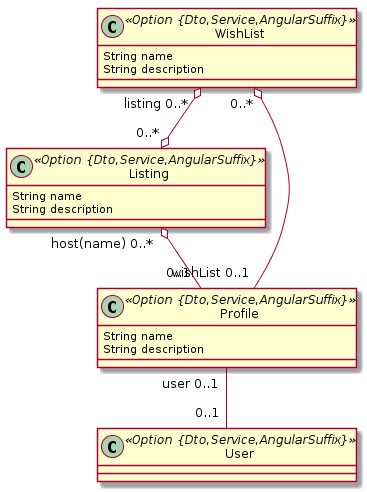 C «Option {Dto,Service,AngularSuffix}»
WishList
String name
String description
listing 0..*
0..*
0..*
C «Option {Dto,Service,AngularSuffix}»
Listing
String name
String description
host(name) 0..*
0..1
wishList 0..1
C «Option {Dto,Service,AngularSuffix}»
Profile
String name
String description
user 0..1
0..1
C «Option {Dto,Service,AngularSuffix}»
User